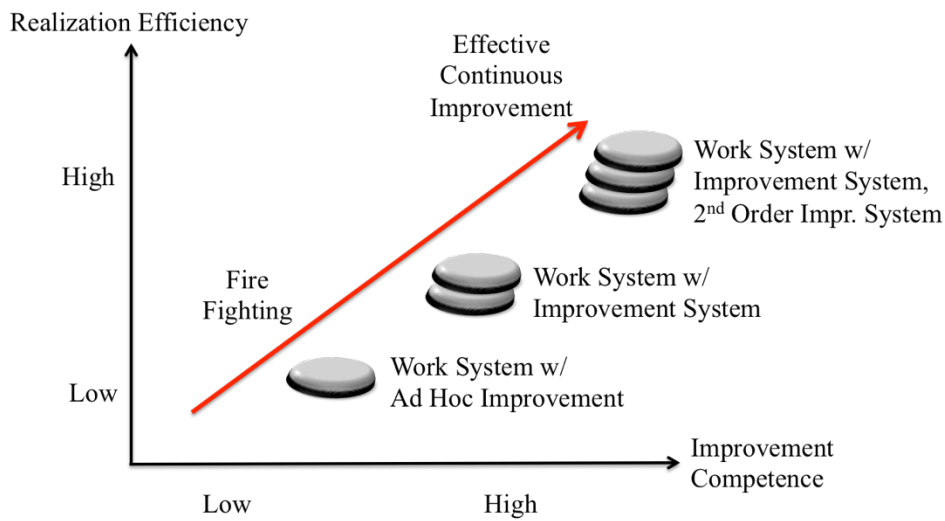 Realization Efficiency
Effective
Continuous
Improvement
High
Work System w/
Improvement System,
2nd Order Impr. System
Fire
Fighting
Work System w/
Improvement System
Low
Work System w/
Ad Hoc Improvement
Improvement
Competence
Low
High